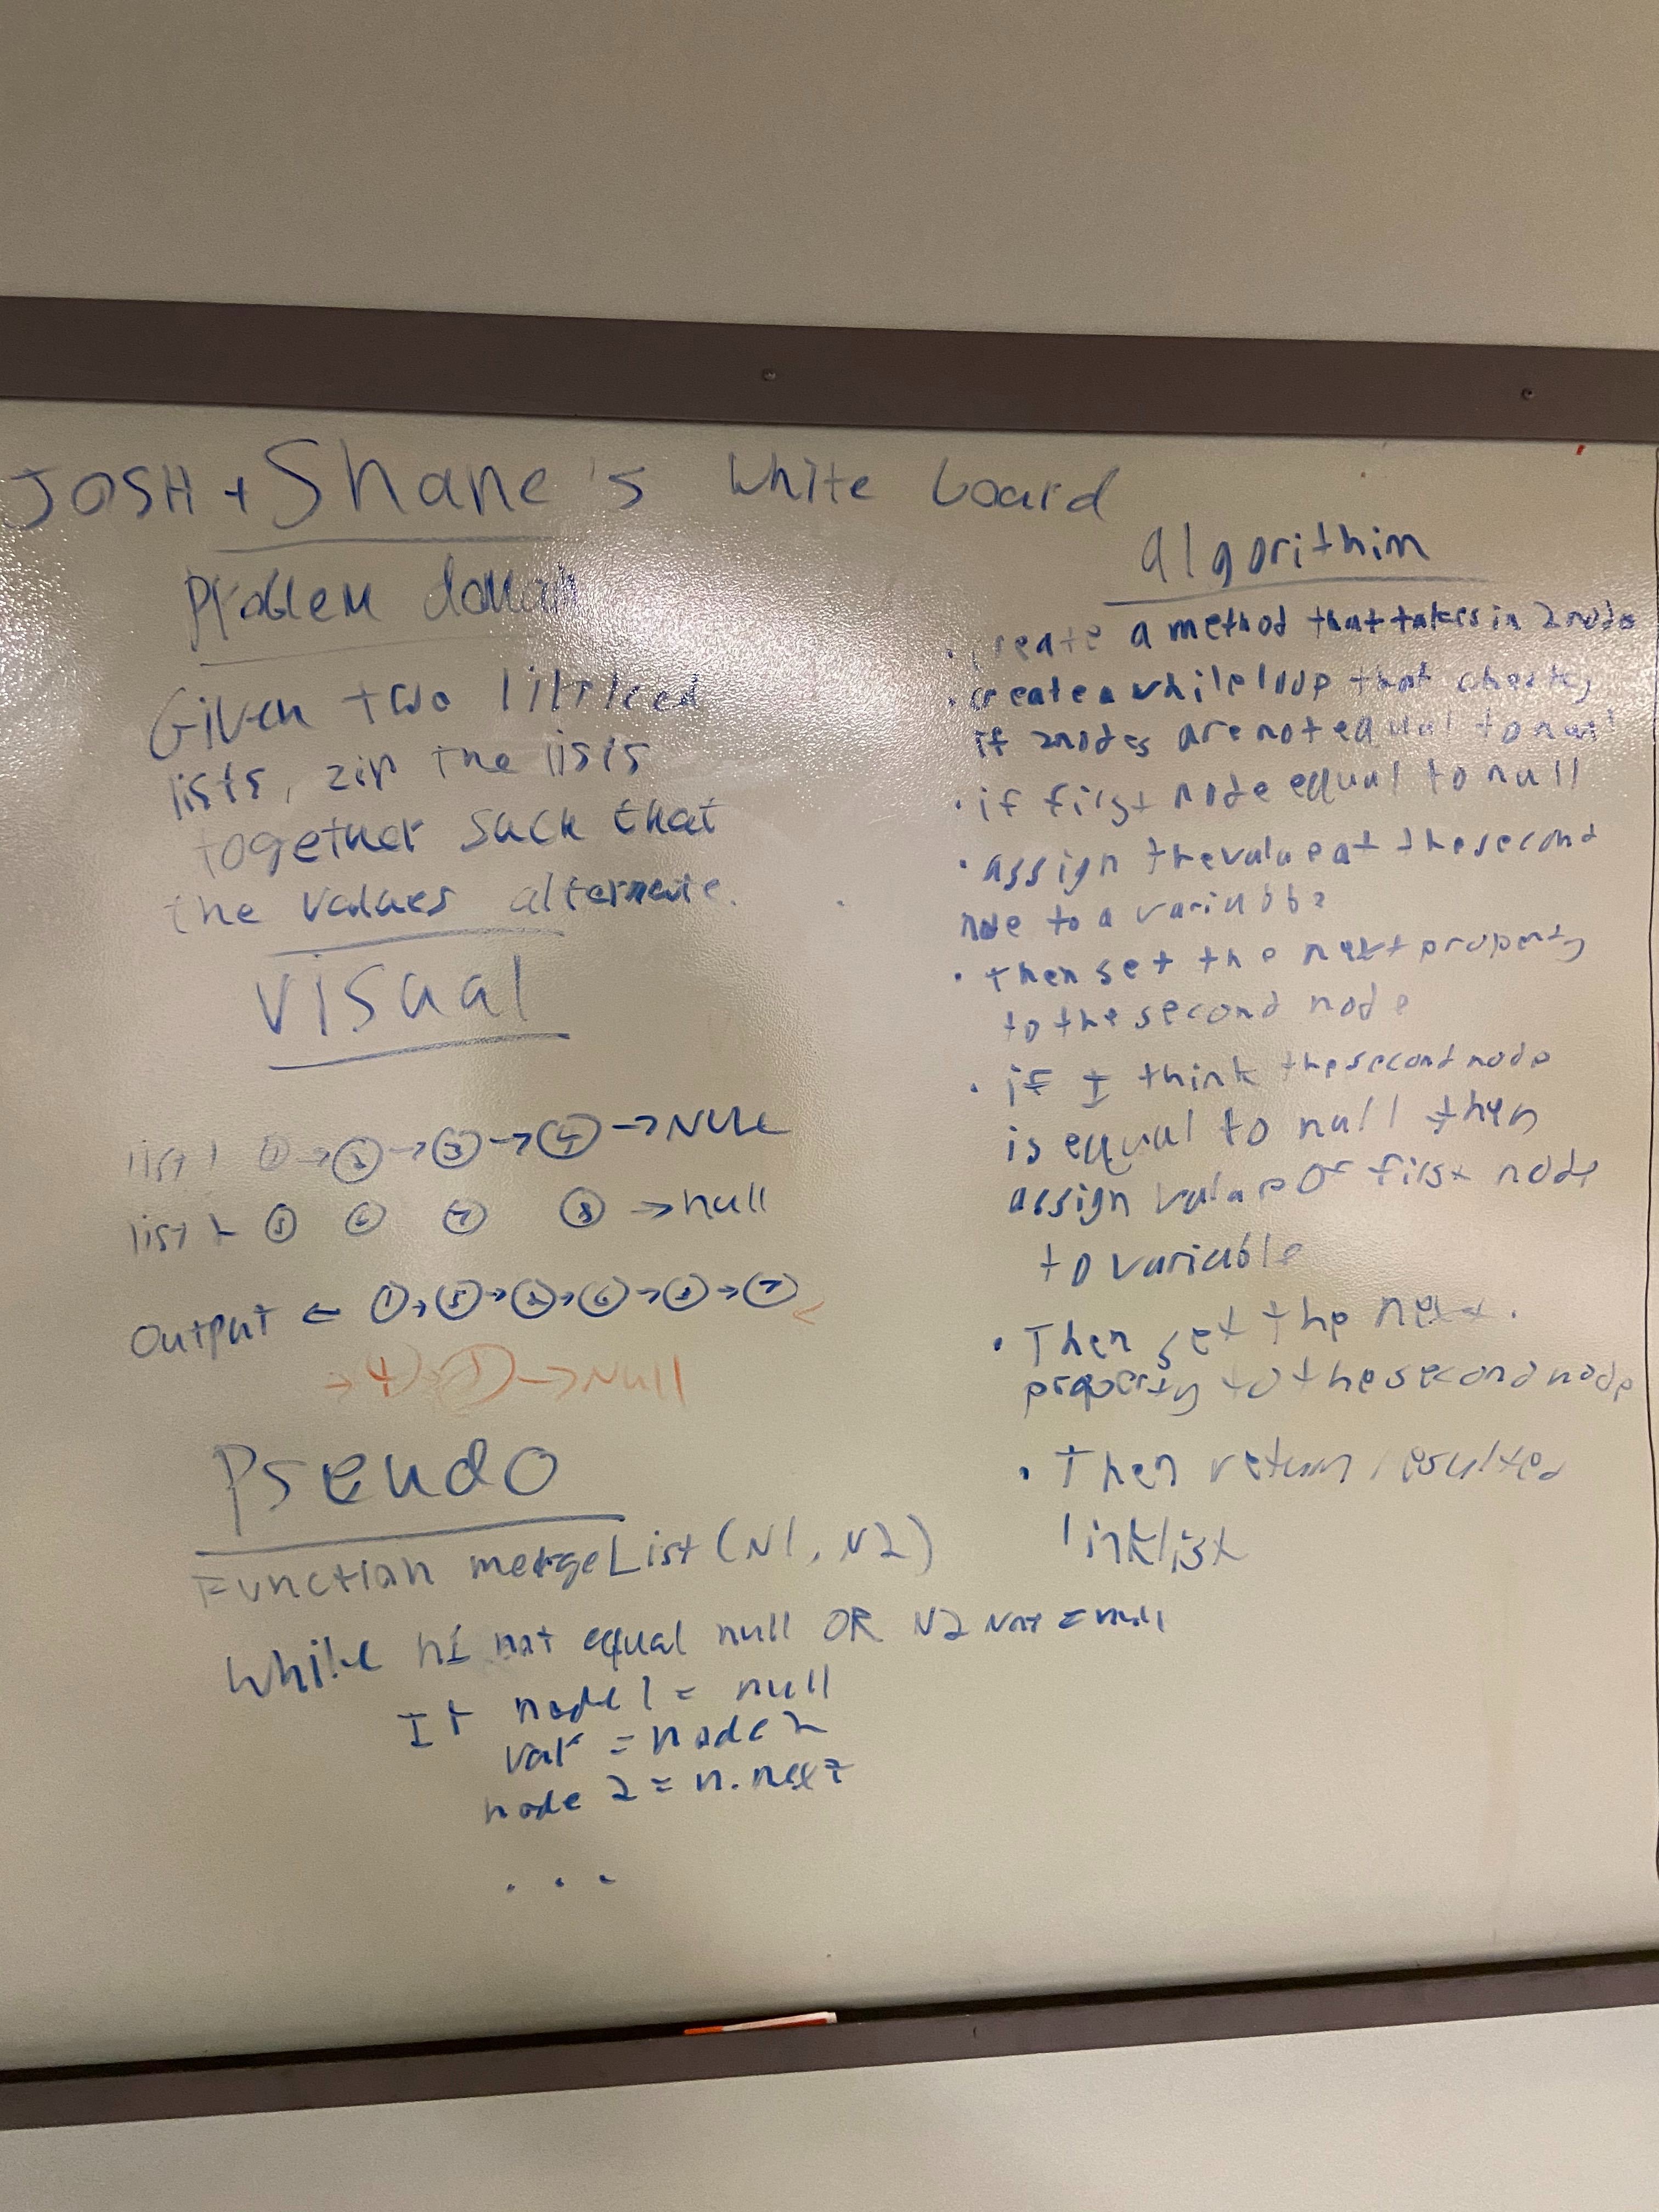 JOSH + Shane's White board
Problem domain
Given two linked
lists, zip the lists
together such that
the values alternate.
Visual
list 1 ① → ② → ③ → ④ → NULL
list 2 ⑤ ⑥ ⑦ ⑧ → null
Output ← ① → ⑤ → ② → ⑥ → → ⑦
→ 4 → Null
Pseudo
Function mergeList (N1, N2)
While N1 not equal null OR N2 not = null
If node 1 = null
var = node 2
node 2 = n.next
. . .
algorithim
• create a method that takes in 2 nodes
• create a while loop that checks
if 2nodes are not equal to null
• if first node equal to null
• assign the value at the second
node to a variable
• then set the next property
to the second node
• if I think the second node
is equal to null then
assign value of first node
to variable
• Then set the next.
property to the second node
• Then return resulted
linklist